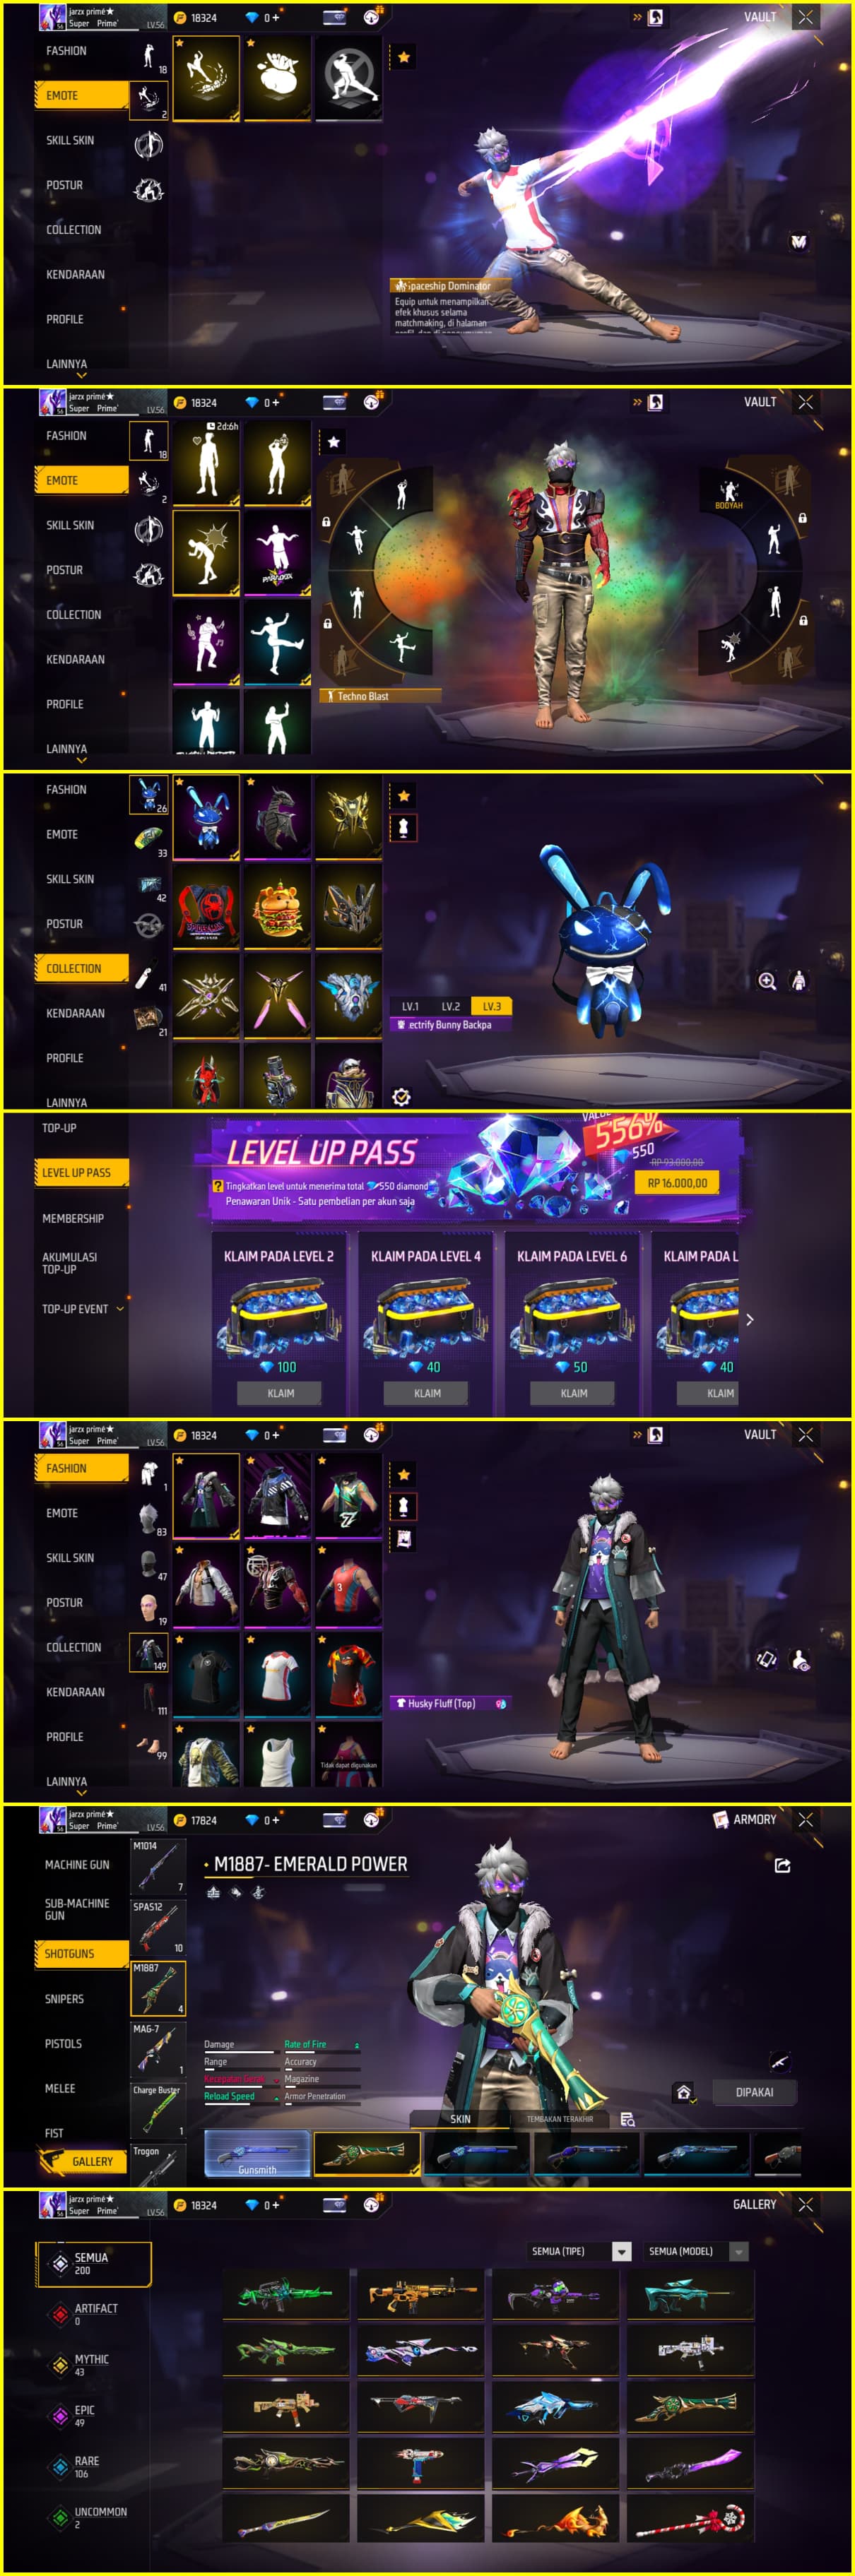 jarzx primé★
Super Prime'
LV.56
18324
0 +
VAULT
FASHION
18
EMOTE
2
SKILL SKIN
POSTUR
COLLECTION
KENDARAAN
PROFILE
LAINNYA
Spaceship Dominator
Equip untuk menampilkan
efek khusus selama
matchmaking, di halaman
jarzx primé★
Super Prime'
LV.56
18324
0 +
VAULT
FASHION
18
2d:6h
EMOTE
2
BOOYAH
SKILL SKIN
PARADOX
POSTUR
COLLECTION
KENDARAAN
PROFILE
Techno Blast
LAINNYA
FASHION
26
EMOTE
33
SKILL SKIN
42
POSTUR
COLLECTION
41
KENDARAAN
21
LV.1 LV.2 LV.3
ectrify Bunny Backpa
PROFILE
LAINNYA
TOP-UP
LEVEL UP PASS
MEMBERSHIP
AKUMULASI
TOP-UP
TOP-UP EVENT
LEVEL UP PASS
Tingkatkan level untuk menerima total 550 diamond
Penawaran Unik - Satu pembelian per akun saja
VALUE
556%
550
RP 93.000,00
RP 16.000,00
KLAIM PADA LEVEL 2
100
KLAIM
KLAIM PADA LEVEL 4
40
KLAIM
KLAIM PADA LEVEL 6
50
KLAIM
KLAIM PADA L
40
KLAIM
jarzx primé★
Super Prime'
LV.56
18324
0 +
VAULT
FASHION
1
EMOTE
83
SKILL SKIN
47
POSTUR
19
3
COLLECTION
149
KENDARAAN
111
Husky Fluff (Top)
PROFILE
99
Tidak dapat digunakan
LAINNYA
jarzx primé★
Super Prime'
LV.56
17824
0 +
ARMORY
MACHINE GUN
SUB-MACHINE
GUN
SHOTGUNS
SNIPERS
PISTOLS
MELEE
FIST
GALLERY
M1014
7
SPAS12
10
M1887
4
MAG-7
1
Charge Buster
1
Trogon
M1887- EMERALD POWER
Damage
Rate of Fire
Range
Accuracy
Kecepatan Gerak
Magazine
Reload Speed
Armor Penetration
DIPAKAI
SKIN
TEMBAKAN TERAKHIR
Gunsmith
jarzx primé★
Super Prime'
LV.56
18324
0 +
GALLERY
SEMUA
200
SEMUA (TIPE)
SEMUA (MODEL)
ARTIFACT
0
MYTHIC
43
EPIC
49
RARE
106
UNCOMMON
2